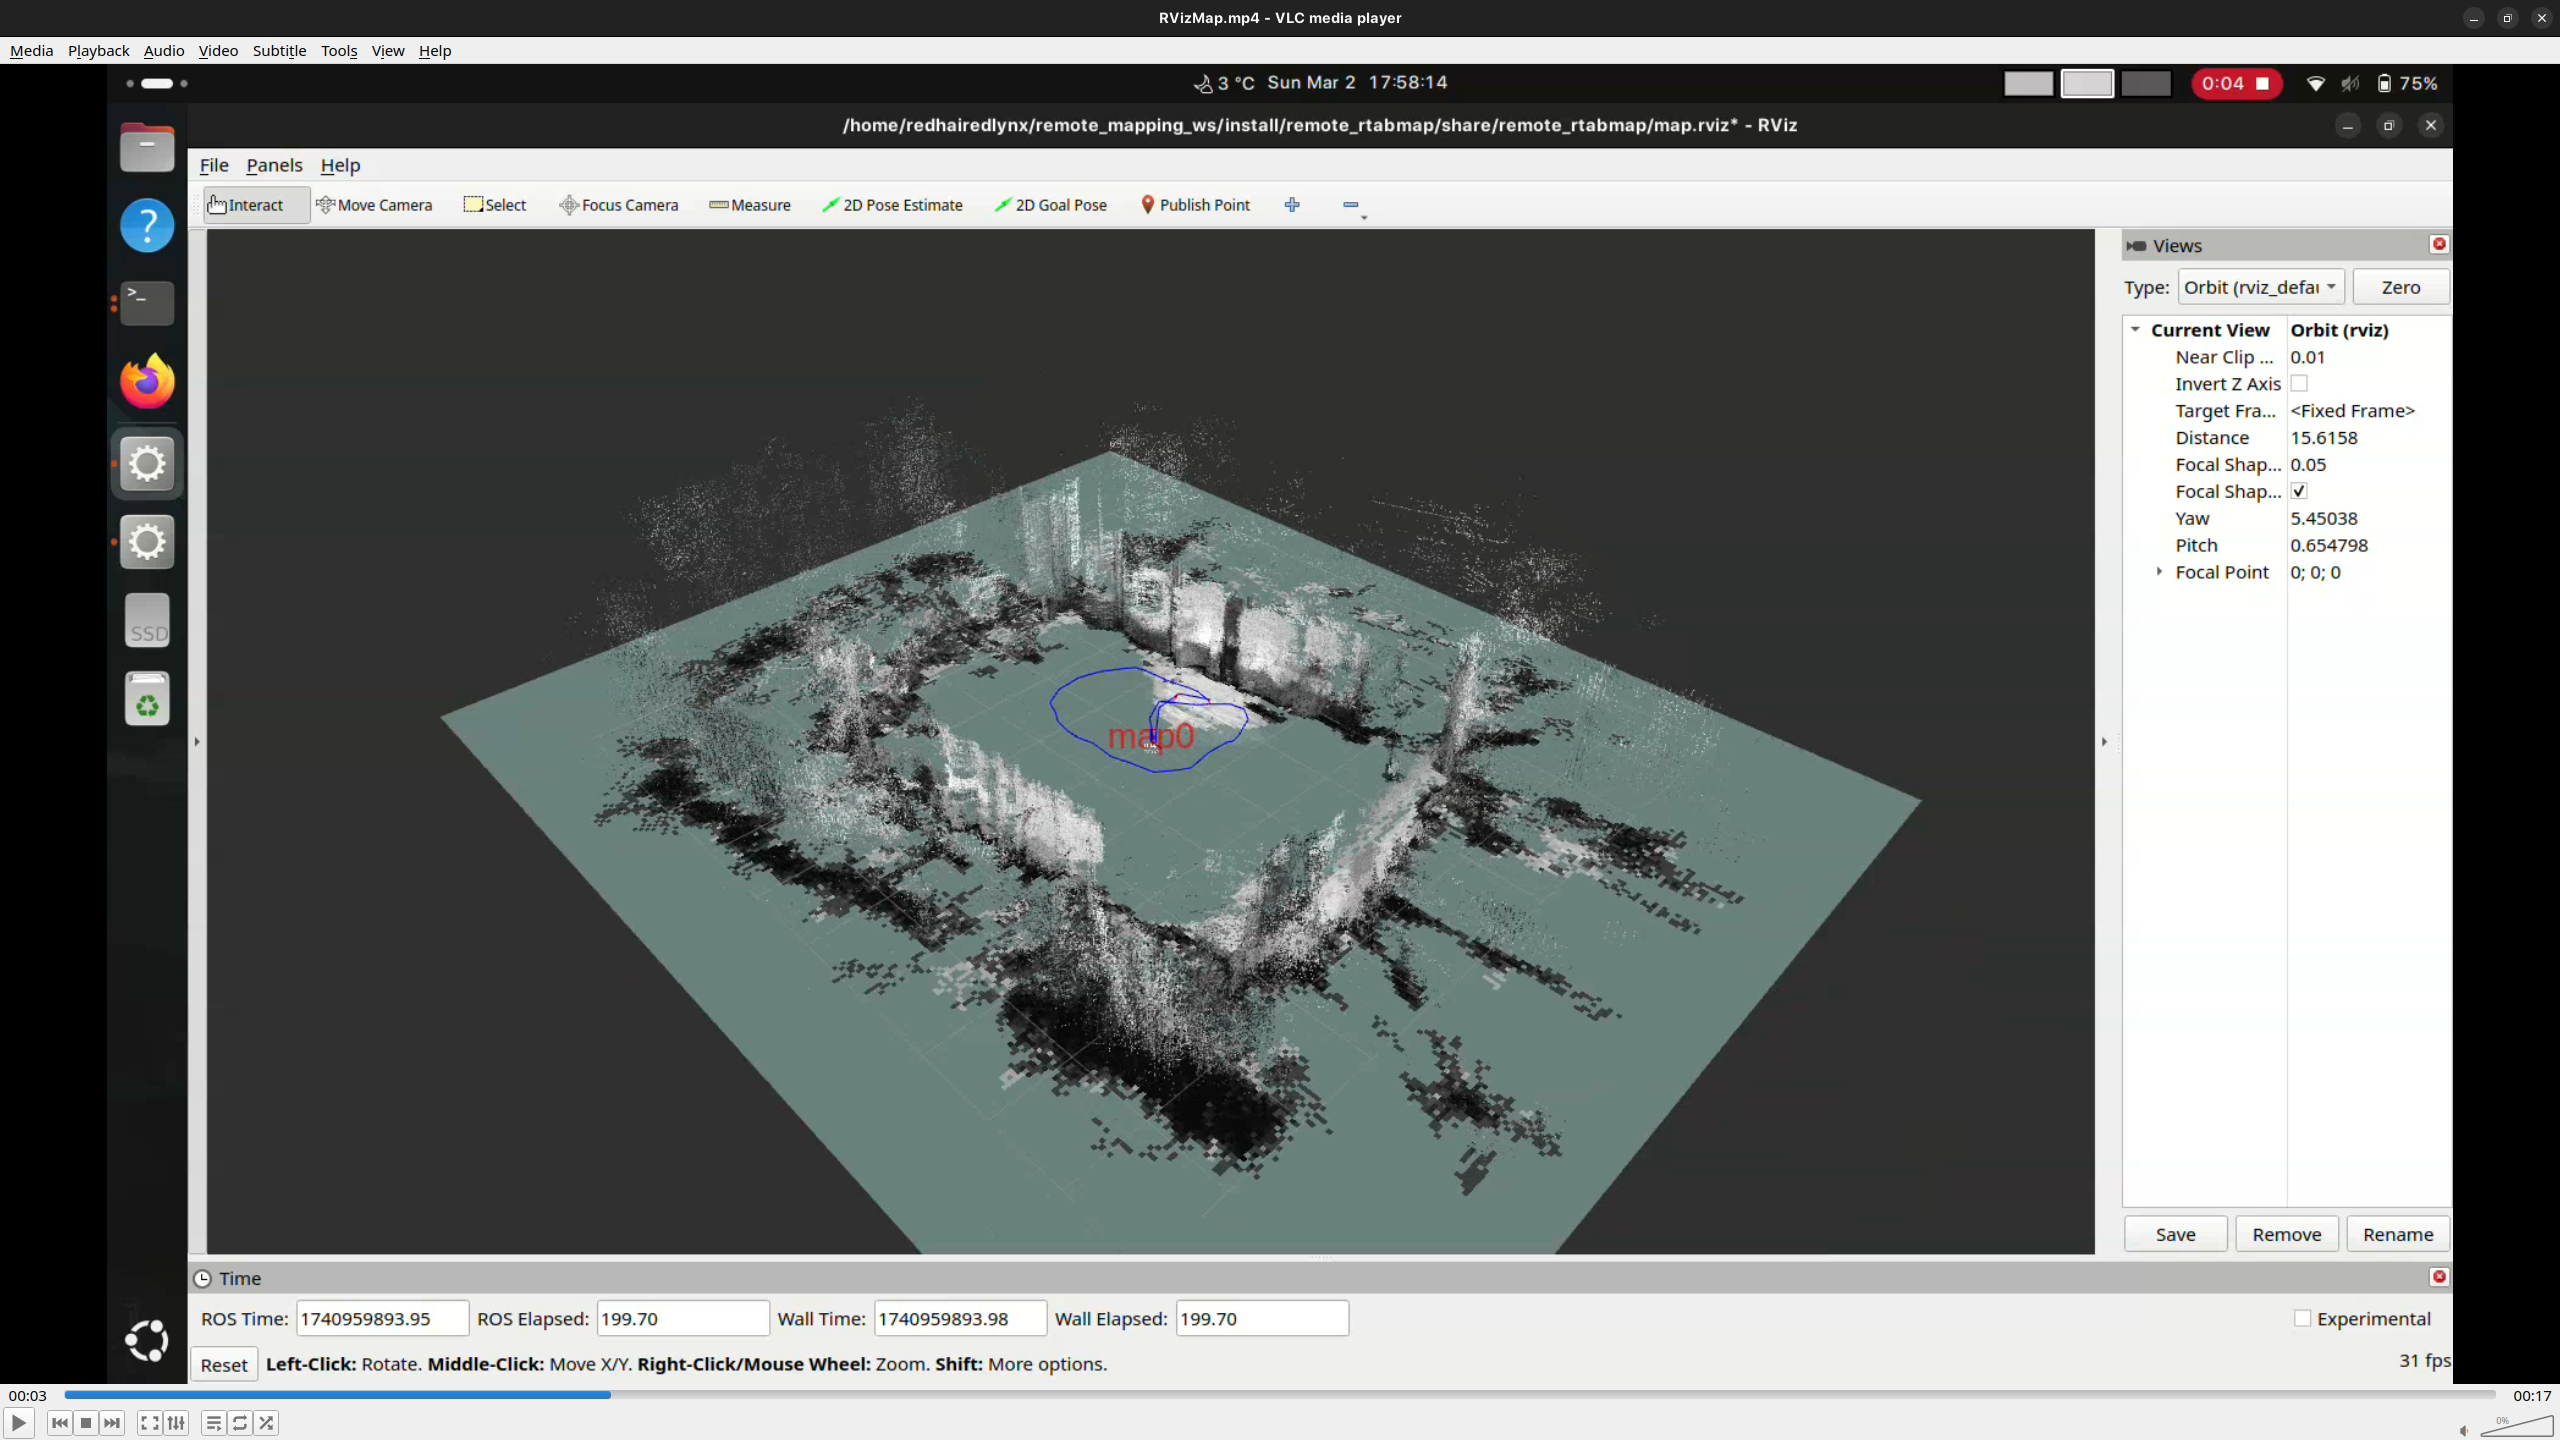 RVizMap.mp4 - VLC media player
Media Playback Audio Video Subtitle Tools View Help
3 °C Sun Mar 2 17:58:14
0:04 75%
/home/redhairedlynx/remote_mapping_ws/install/remote_rtabmap/share/remote_rtabmap/map.rviz* - RViz
File Panels Help
Interact Move Camera Select Focus Camera Measure 2D Pose Estimate 2D Goal Pose Publish Point
Views
Type: Orbit (rviz_defau Zero
Current View Orbit (rviz)
Near Clip ... 0.01
Invert Z Axis
Target Fra... <Fixed Frame>
Distance 15.6158
Focal Shap... 0.05
Focal Shap...
Yaw 5.45038
Pitch 0.654798
Focal Point 0; 0; 0
SSD
map0
Save Remove Rename
Time
ROS Time: 1740959893.95 ROS Elapsed: 199.70 Wall Time: 1740959893.98 Wall Elapsed: 199.70 Experimental
Reset Left-Click: Rotate. Middle-Click: Move X/Y. Right-Click/Mouse Wheel: Zoom. Shift: More options. 31 fps
00:03 00:17
0%